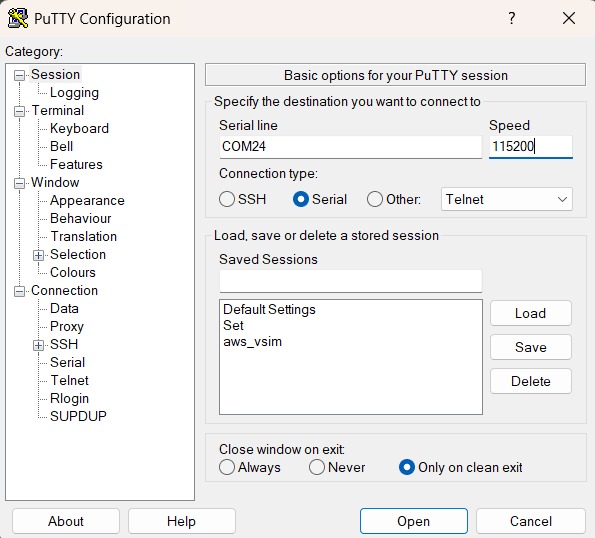 PuTTY Configuration
?
Category:
Session
Logging
Terminal
Keyboard
Bell
Features
Window
Appearance
Behaviour
Translation
Selection
Colours
Connection
Data
Proxy
SSH
Serial
Telnet
Rlogin
SUPDUP
Basic options for your PuTTY session
Specify the destination you want to connect to
Serial line Speed
COM24 115200
Connection type:
SSH Serial Other: Telnet
Load, save or delete a stored session
Saved Sessions
Default Settings
Set
aws_vsim
Load
Save
Delete
Close window on exit:
Always Never Only on clean exit
About Help Open Cancel